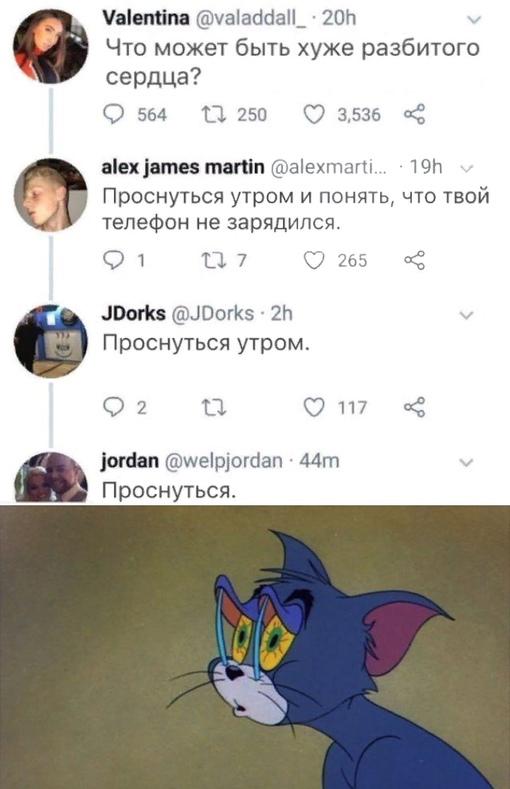 Valentina @valaddall_ · 20h
Что может быть хуже разбитого
сердца?
564 250 3,536
alex james martin @alexmarti... · 19h
Проснуться утром и понять, что твой
телефон не зарядился.
1 7 265
JDorks @JDorks · 2h
Проснуться утром.
2 117
jordan @welpjordan · 44m
Проснуться.